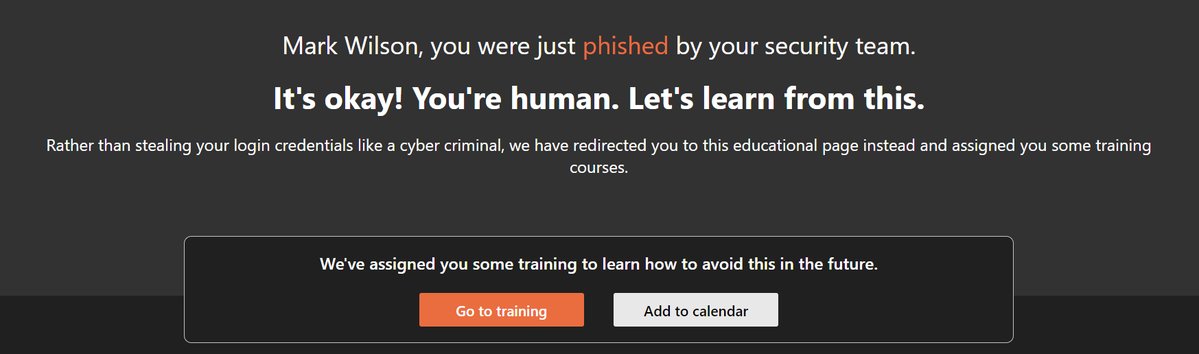 Mark Wilson, you were just phished by your security team.
It's okay! You're human. Let's learn from this.
Rather than stealing your login credentials like a cyber criminal, we have redirected you to this educational page instead and assigned you some training
courses.
We've assigned you some training to learn how to avoid this in the future.
Go to training
Add to calendar